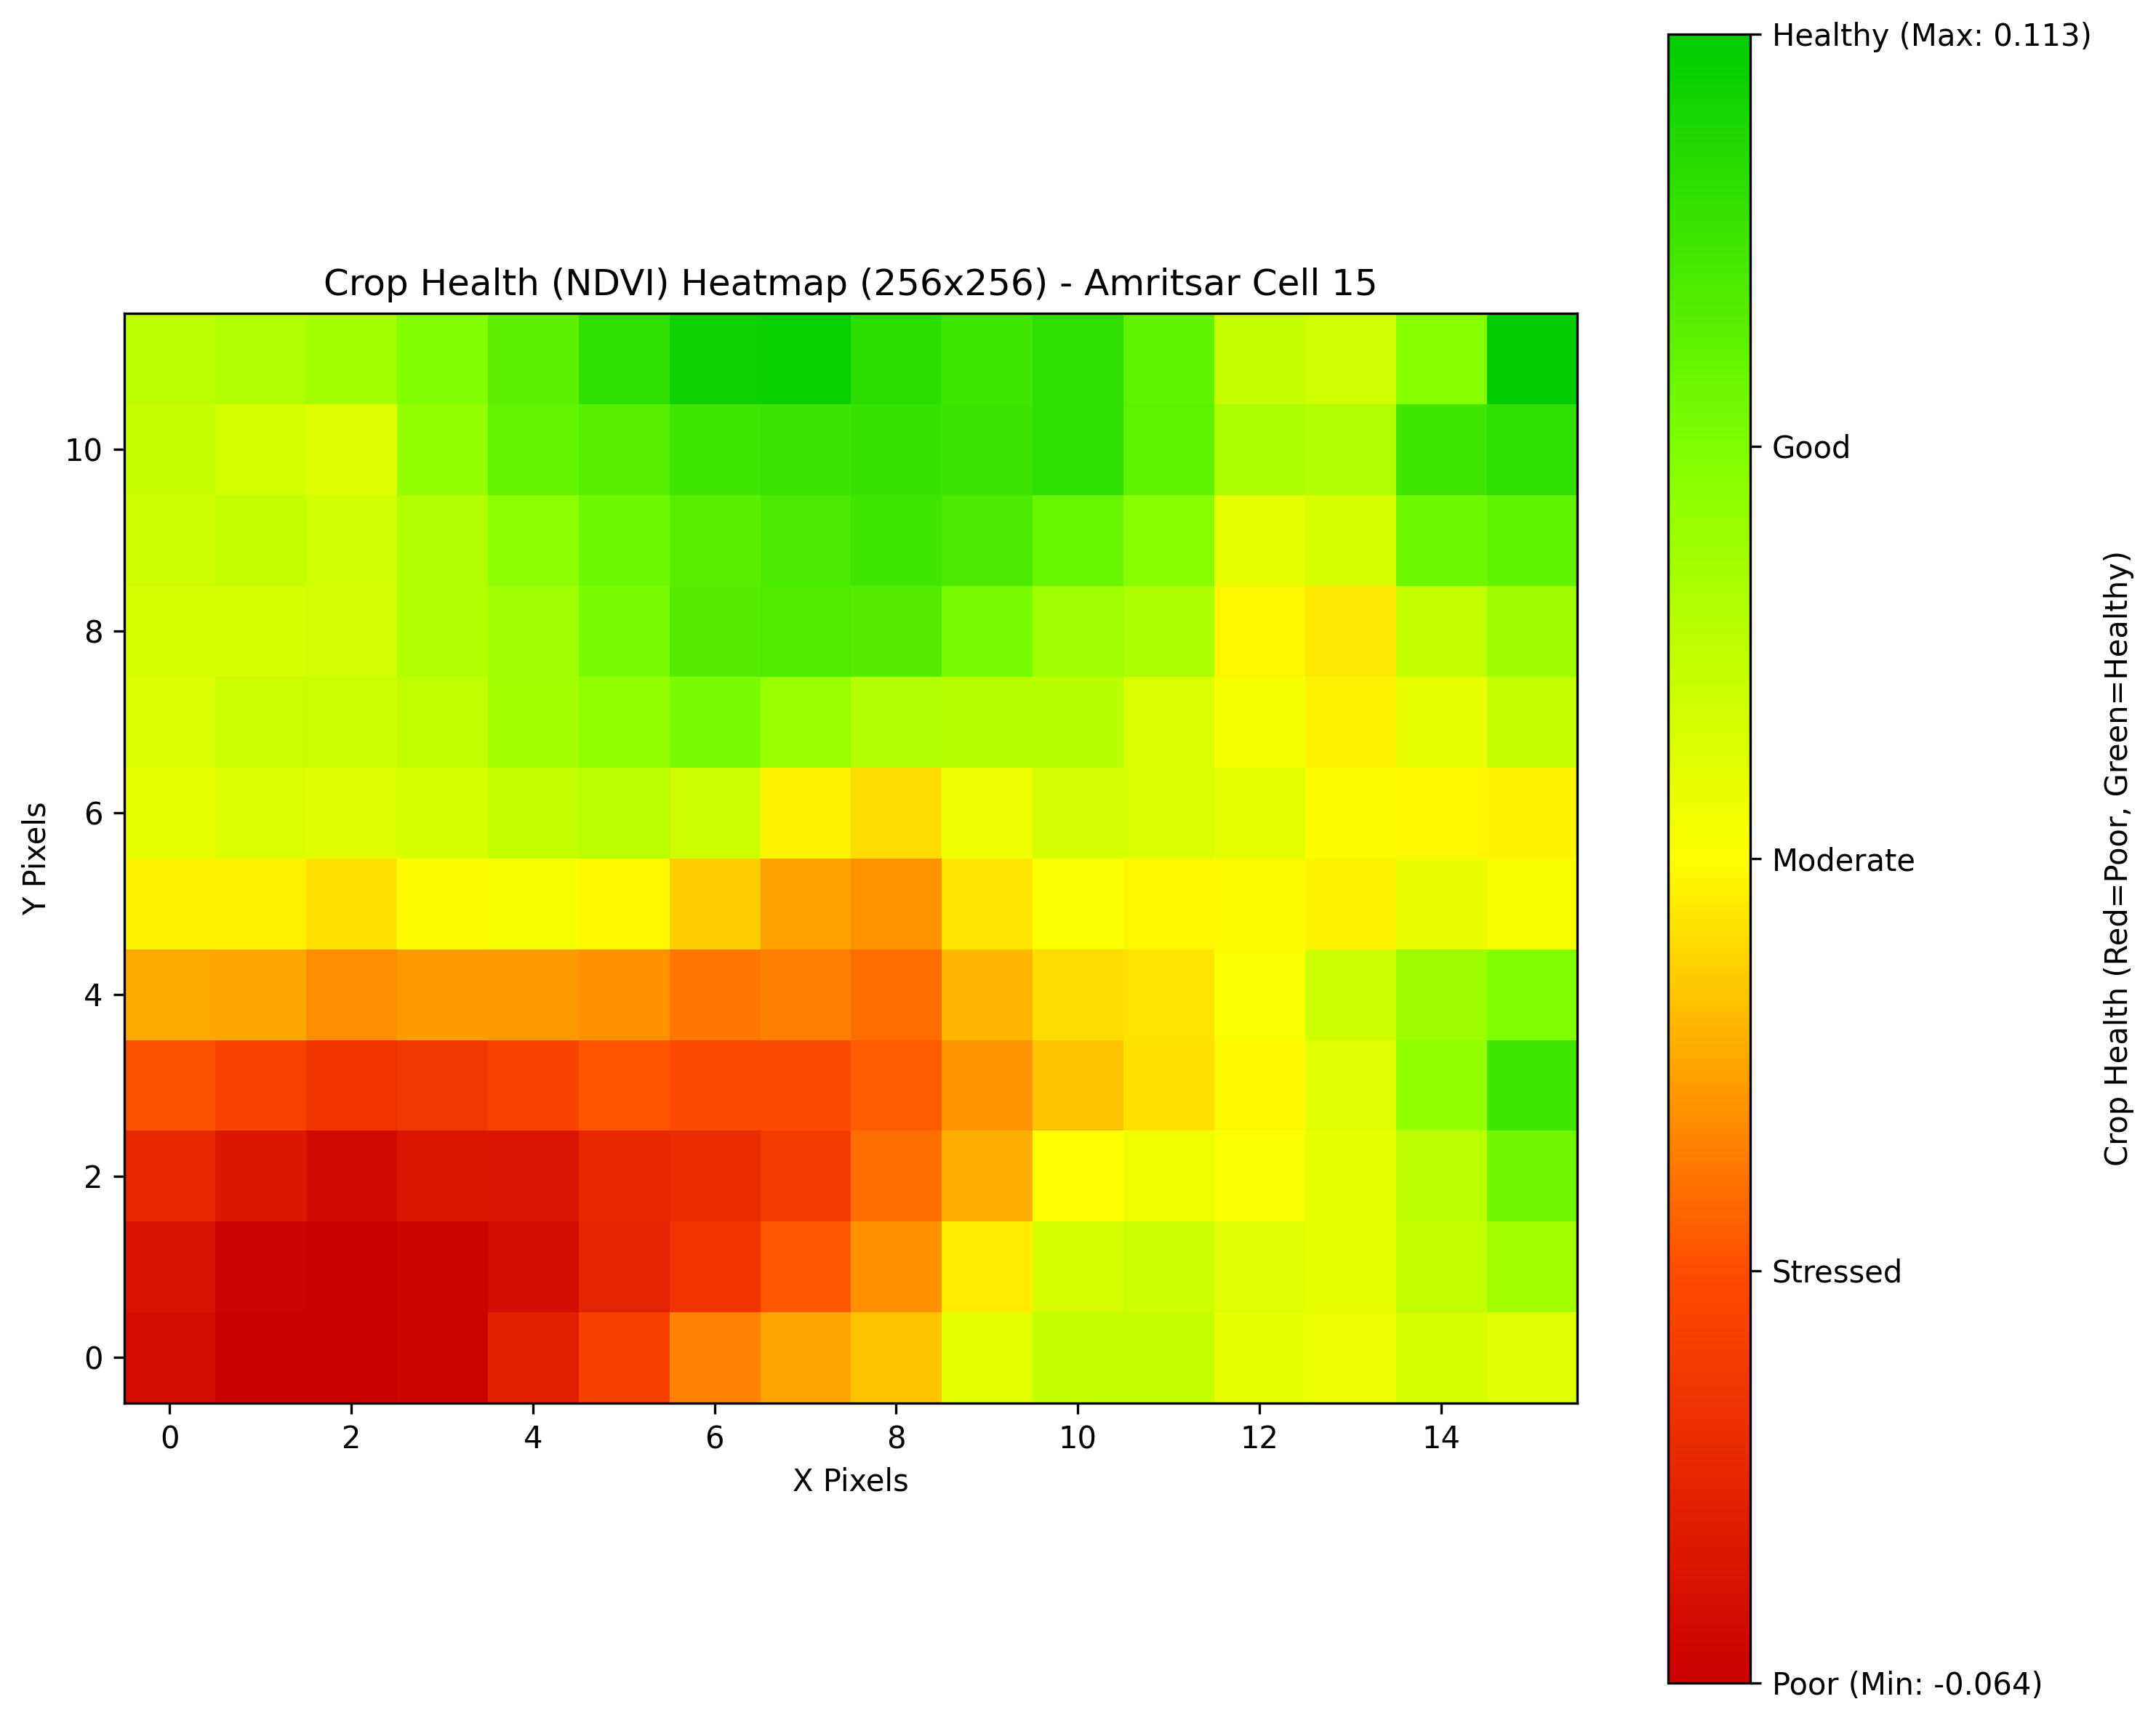 Crop Health (NDVI) Heatmap (256x256) - Amritsar Cell 15
Y Pixels
10
8
6
4
2
0
0 2 4 6 8 10 12 14
X Pixels
Healthy (Max: 0.113)
Good
Moderate
Stressed
Poor (Min: -0.064)
Crop Health (Red=Poor, Green=Healthy)